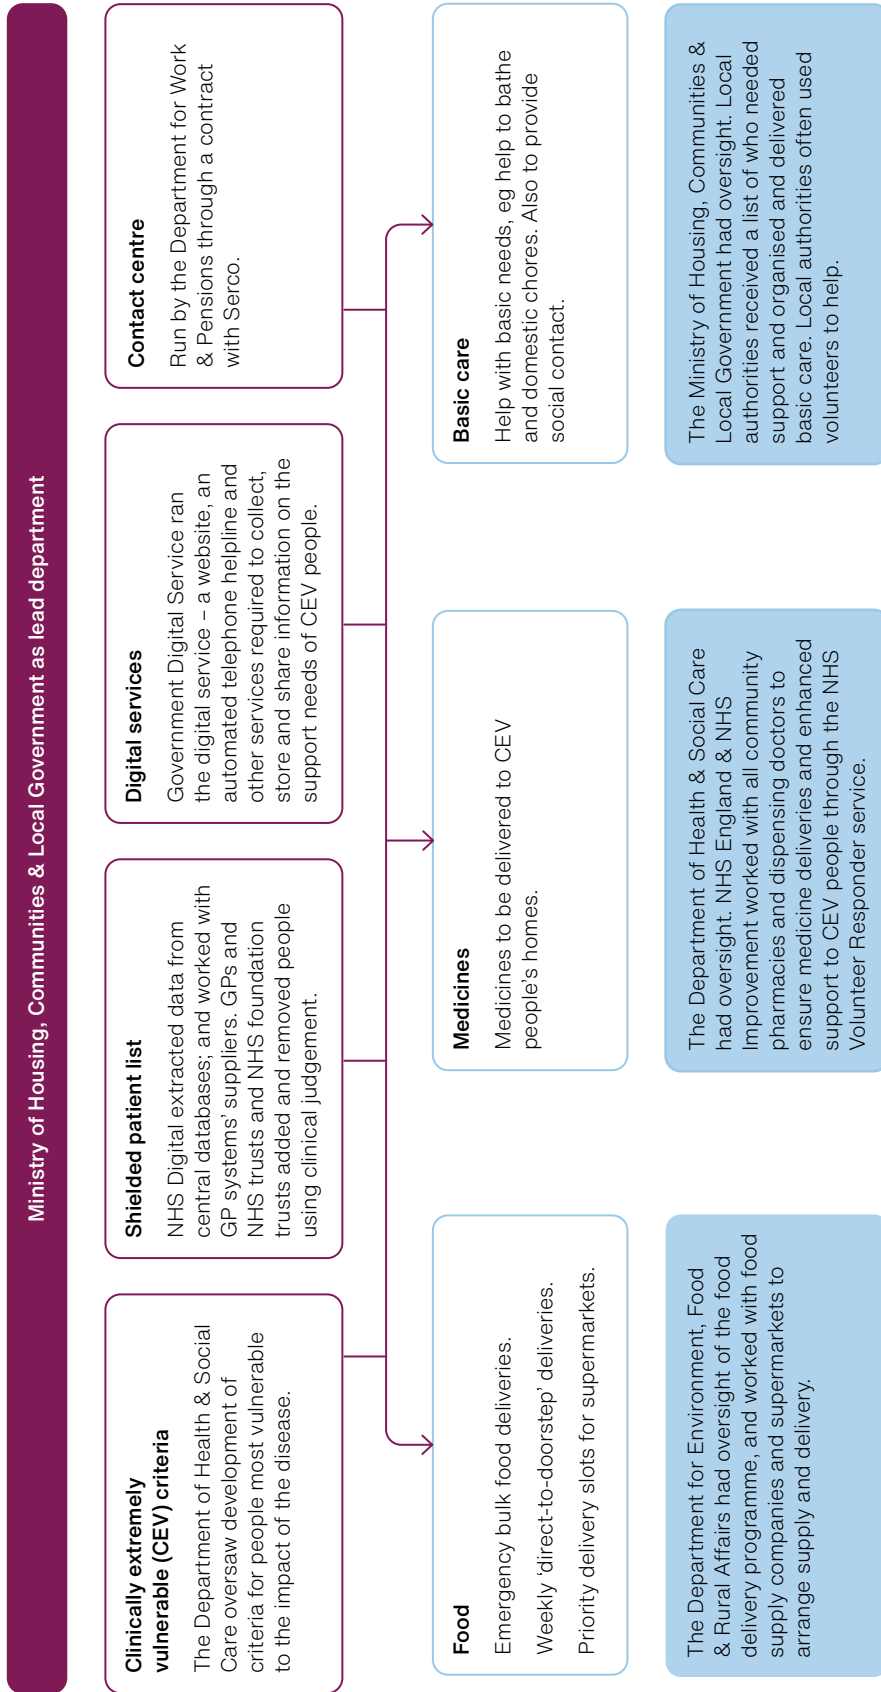 Ministry of Housing, Communities & Local Government as lead department
Clinically extremely
vulnerable (CEV) criteria
The Department of Health & Social
Care oversaw development of
criteria for people most vulnerable
to the impact of the disease.
Shielded patient list
NHS Digital extracted data from
central databases; and worked with
GP systems’ suppliers. GPs and
NHS trusts and NHS foundation
trusts added and removed people
using clinical judgement.
Digital services
Government Digital Service ran
the digital service – a website, an
automated telephone helpline and
other services required to collect,
store and share information on the
support needs of CEV people.
Contact centre
Run by the Department for Work
& Pensions through a contract
with Serco.
Food
Emergency bulk food deliveries.
Weekly ‘direct-to-doorstep’ deliveries.
Priority delivery slots for supermarkets.
Medicines
Medicines to be delivered to CEV
people’s homes.
Basic care
Help with basic needs, eg help to bathe
and domestic chores. Also to provide
social contact.
The Department for Environment, Food
& Rural Affairs had oversight of the food
delivery programme, and worked with food
supply companies and supermarkets to
arrange supply and delivery.
The Department of Health & Social Care
had oversight. NHS England & NHS
Improvement worked with all community
pharmacies and dispensing doctors to
ensure medicine deliveries and enhanced
support to CEV people through the NHS
Volunteer Responder service.
The Ministry of Housing, Communities &
Local Government had oversight. Local
authorities received a list of who needed
support and organised and delivered
basic care. Local authorities often used
volunteers to help.